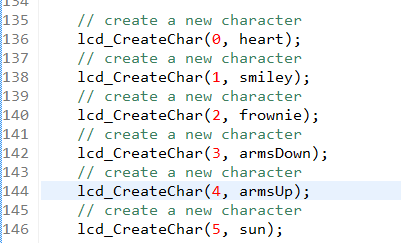 134
135 // create a new character
136 lcd_CreateChar(0, heart);
137 // create a new character
138 lcd_CreateChar(1, smiley);
139 // create a new character
140 lcd_CreateChar(2, frownie);
141 // create a new character
142 lcd_CreateChar(3, armsDown);
143 // create a new character
144 lcd_CreateChar(4, armsUp);
145 // create a new character
146 lcd_CreateChar(5, sun);